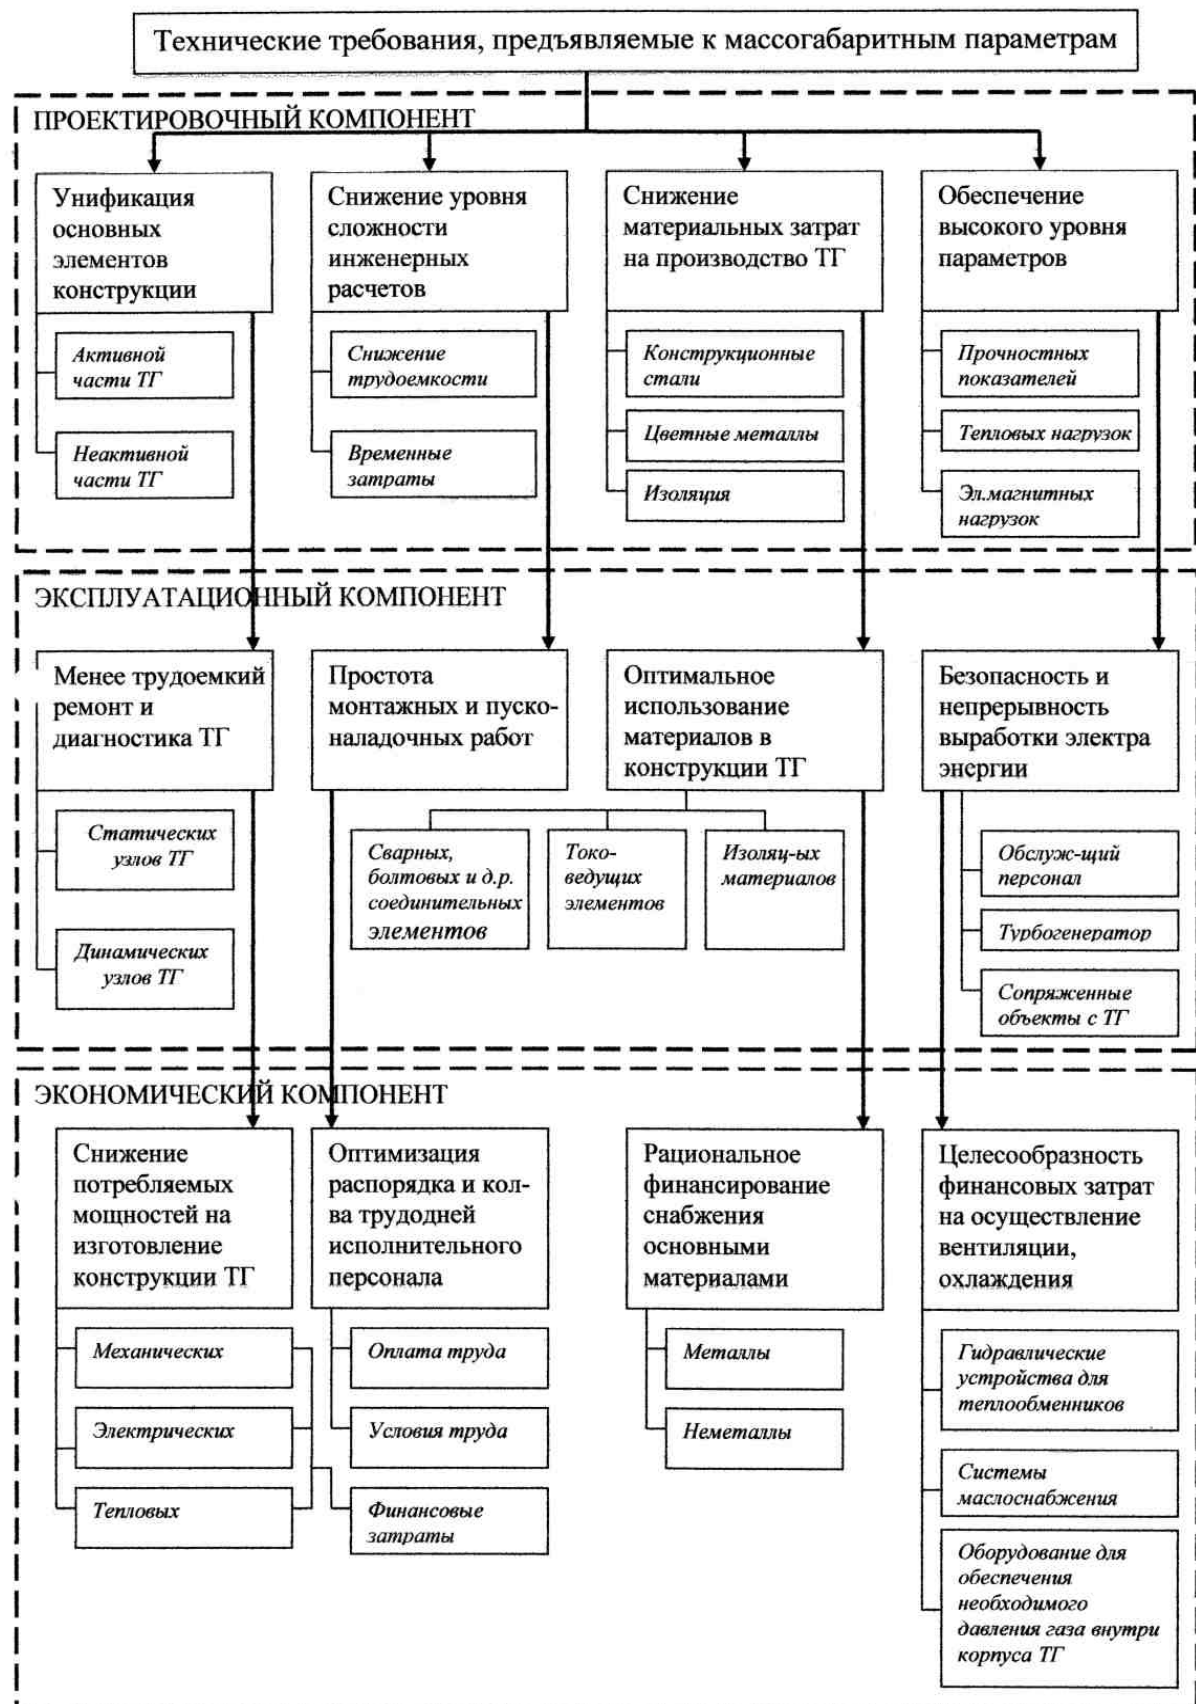 Технические требования, предъявляемые к массогабаритным параметрам
ПРОЕКТИРОВОЧНЫЙ КОМПОНЕНТ
Унификация
основных
элементов
конструкции
Активной
части ТГ
Неактивной
части ТГ
Снижение уровня
сложности
инженерных
расчетов
Снижение
трудоемкости
Временные
затраты
Снижение
материальных затрат
на производство ТГ
Конструкционные
стали
Цветные металлы
Изоляция
Обеспечение
высокого уровня
параметров
Прочностных
показателей
Тепловых нагрузок
Эл.магнитных
нагрузок
ЭКСПЛУАТАЦИОННЫЙ КОМПОНЕНТ
Менее трудоемкий
ремонт и
диагностика ТГ
Статических
узлов ТГ
Динамических
узлов ТГ
Простота
монтажных и пуско-
наладочных работ
Оптимальное
использование
материалов в
конструкции ТГ
Сварных,
болтовых и д.р.
соединительных
элементов
Токо-
ведущих
элементов
Изоляц-ых
материалов
Безопасность и
непрерывность
выработки электра
энергии
Обслуж-щий
персонал
Турбогенератор
Сопряженные
объекты с ТГ
ЭКОНОМИЧЕСКИЙ КОМПОНЕНТ
Снижение
потребляемых
мощностей на
изготовление
конструкции ТГ
Механических
Электрических
Тепловых
Оптимизация
распорядка и кол-
ва трудодней
исполнительного
персонала
Оплата труда
Условия труда
Финансовые
затраты
Рациональное
финансирование
снабжения
основными
материалами
Металлы
Неметаллы
Целесообразность
финансовых затрат
на осуществление
вентиляции,
охлаждения
Гидравлические
устройства для
теплообменников
Системы
маслоснабжения
Оборудование для
обеспечения
необходимого
давления газа внутри
корпуса ТГ